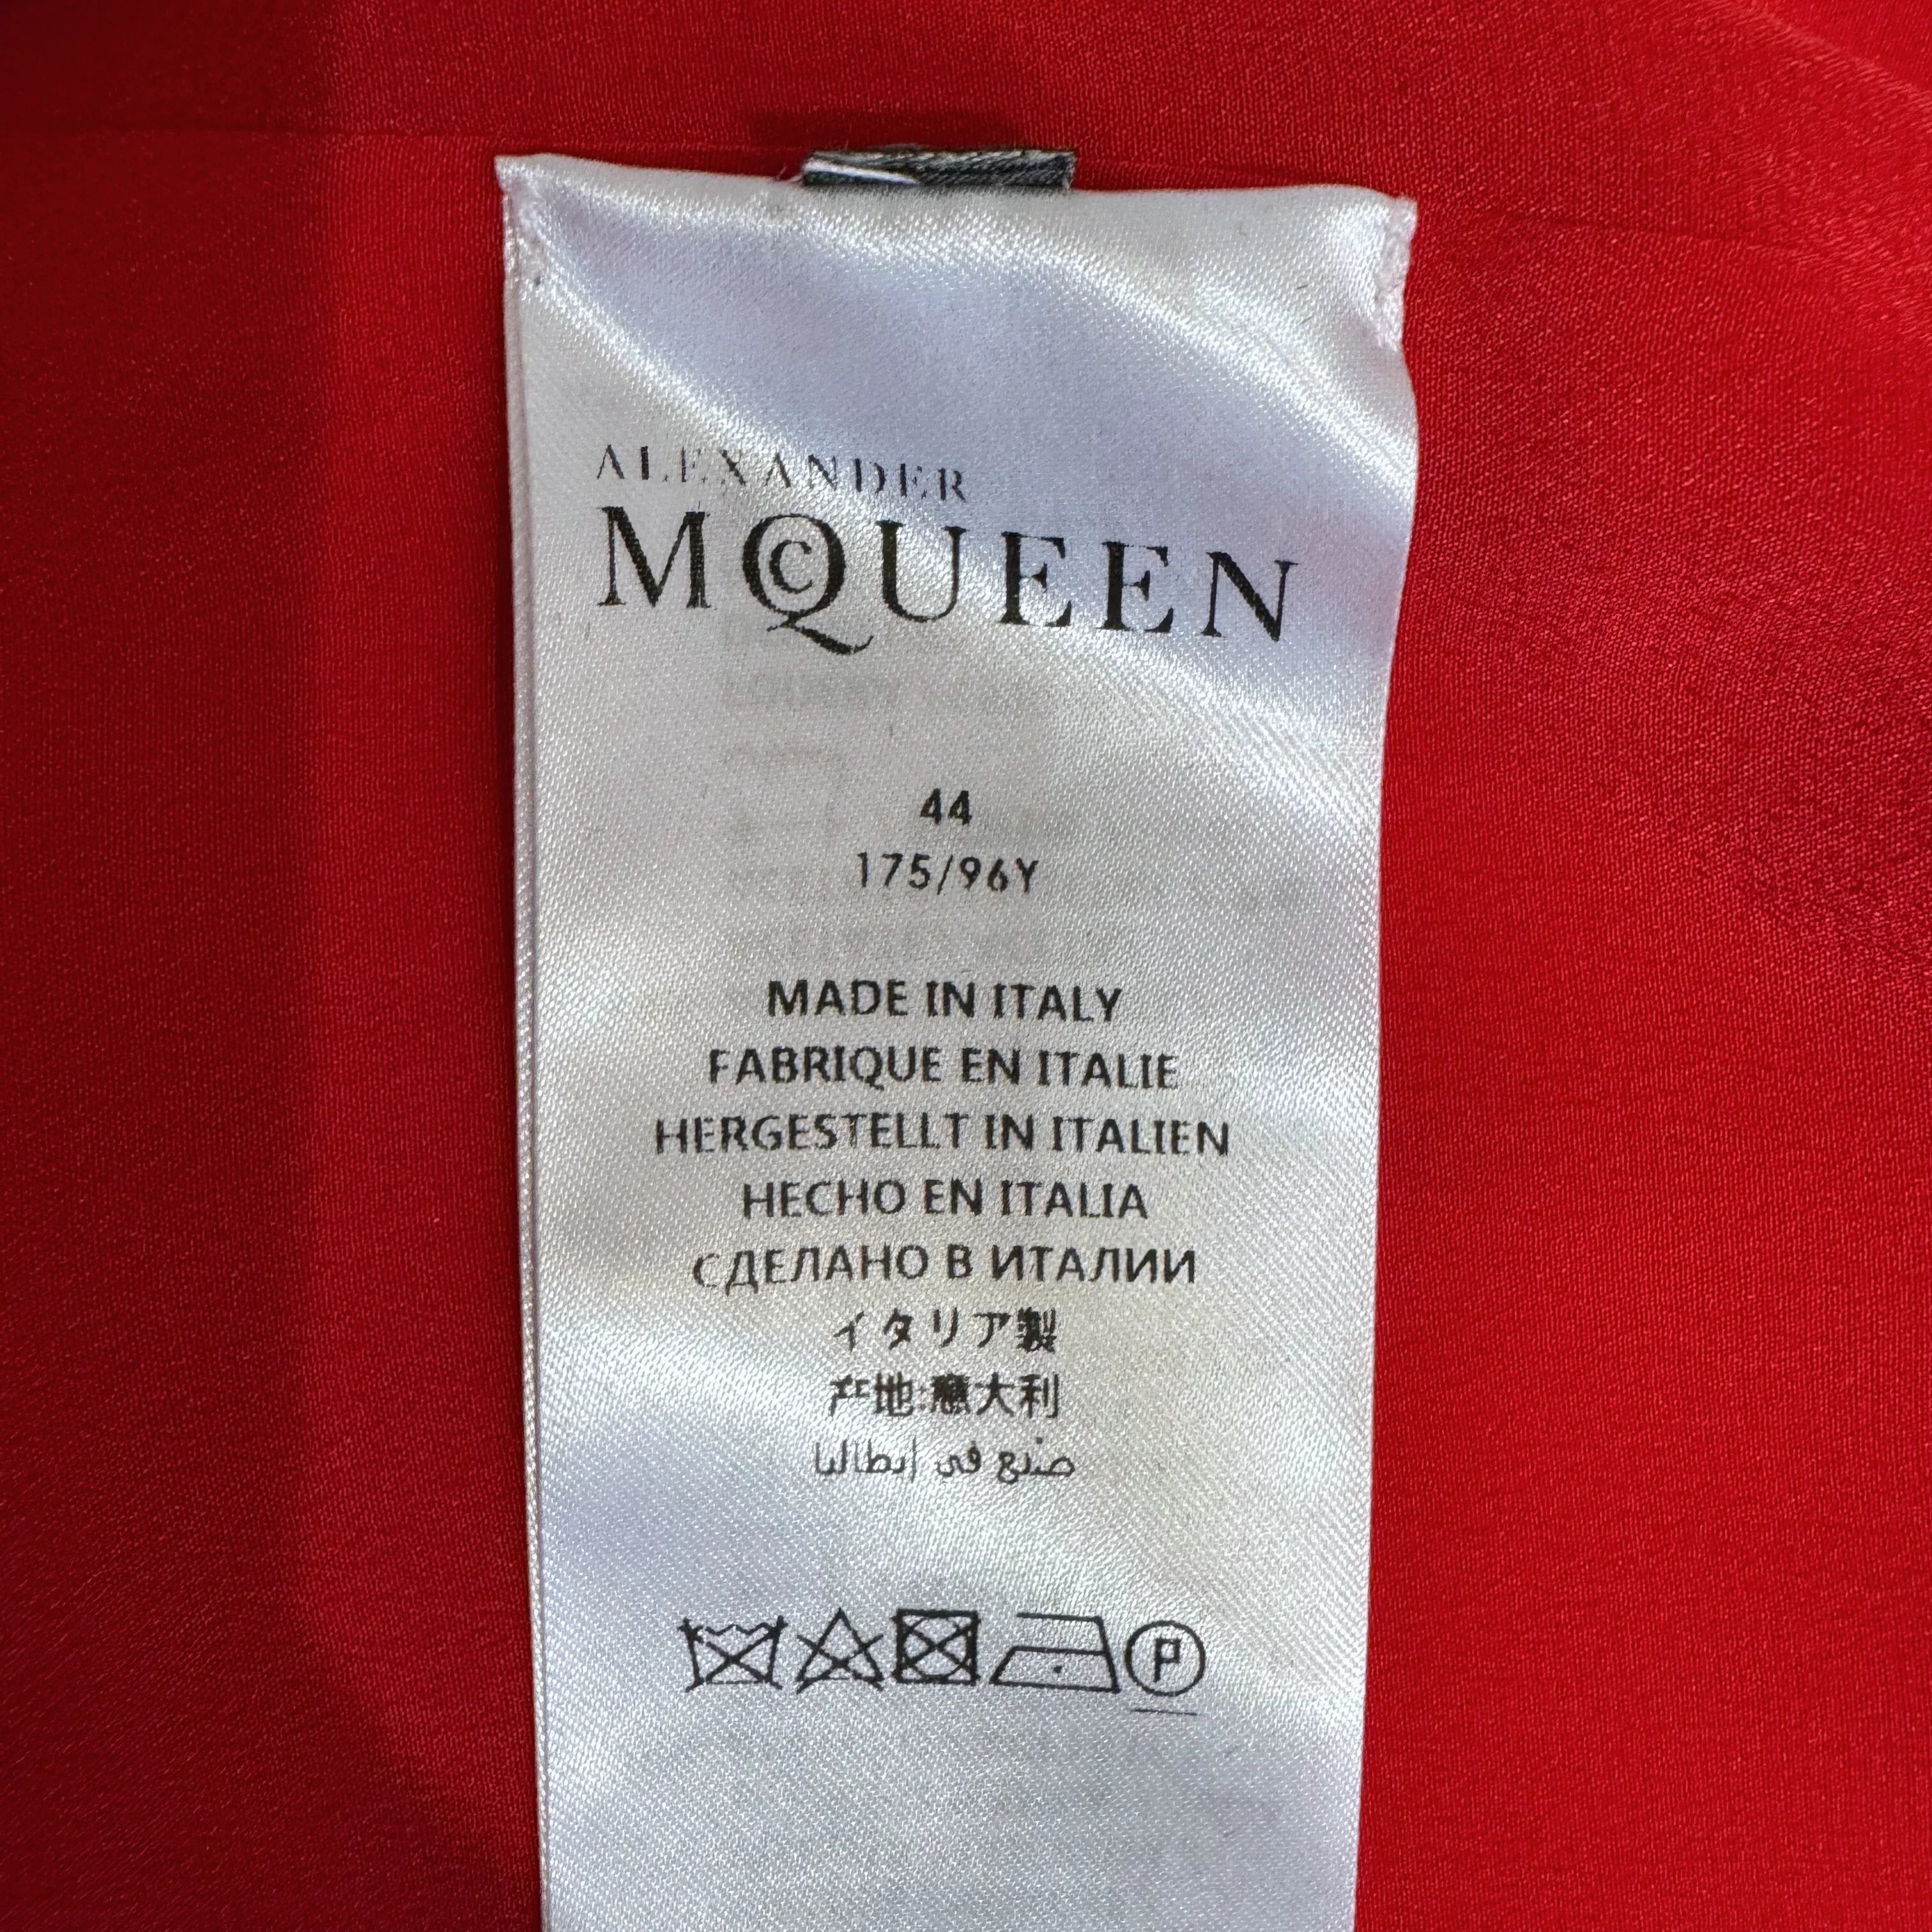 ALEXANDER
MCQUEEN
44
175/96Y
MADE IN ITALY
FABRIQUE EN ITALIE
HERGESTELLT IN ITALIEN
HECHO EN ITALIA
СДЕЛАНО В ИТАЛИИ
イタリア製
产地:意大利
صنع في إيطاليا
P